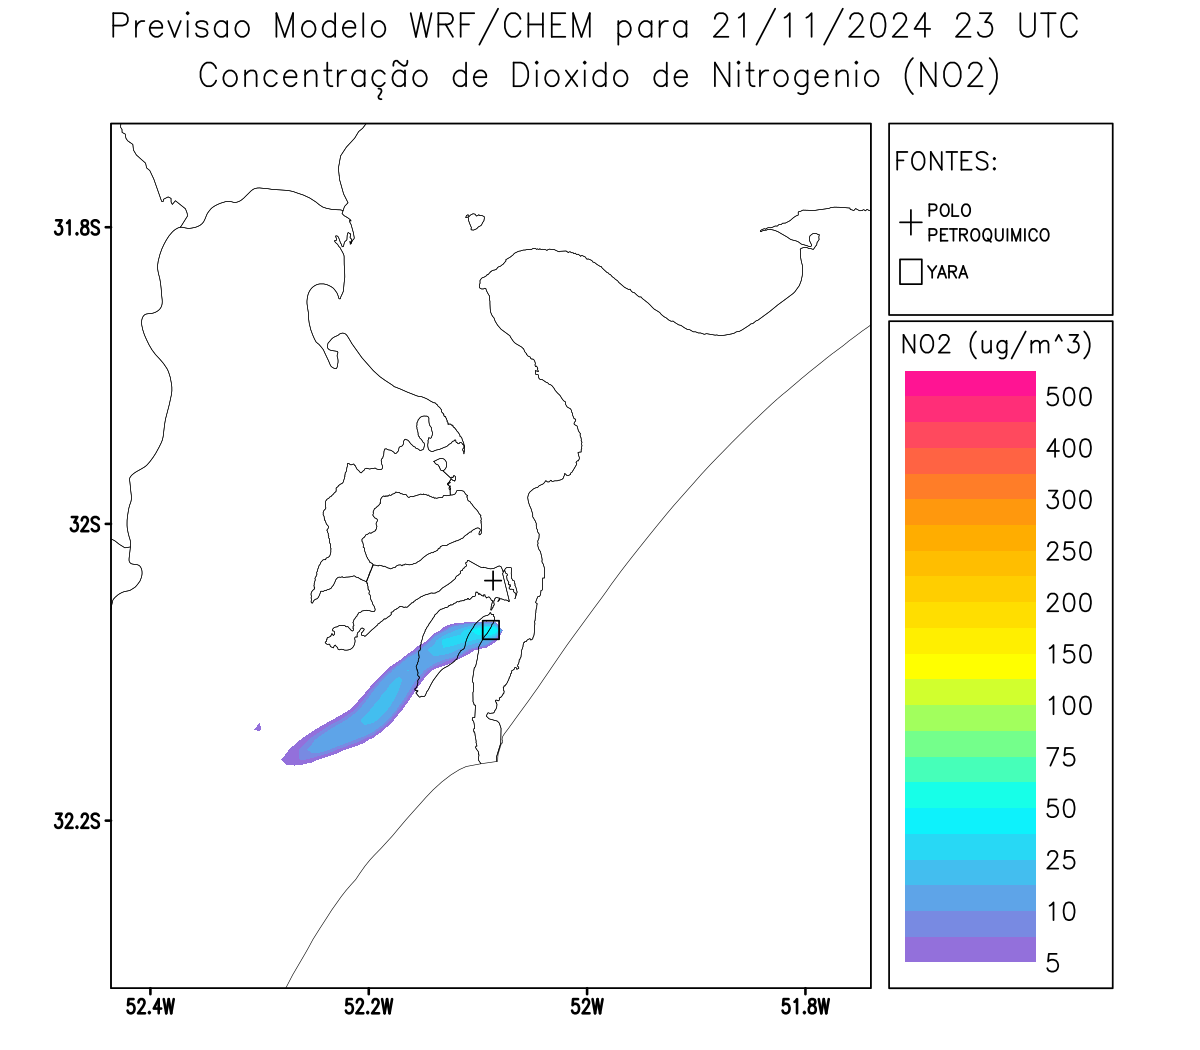 Previsao Modelo WRF/CHEM para 21/11/2024 23 UTC
Concentração de Dioxido de Nitrogenio (NO2)
FONTES:
POLO
PETROQUIMICO
YARA
31.8S
32S
32.2S
52.4W
52.2W
52W
51.8W
NO2 (ug/m^3)
500
400
300
250
200
150
100
75
50
25
10
5